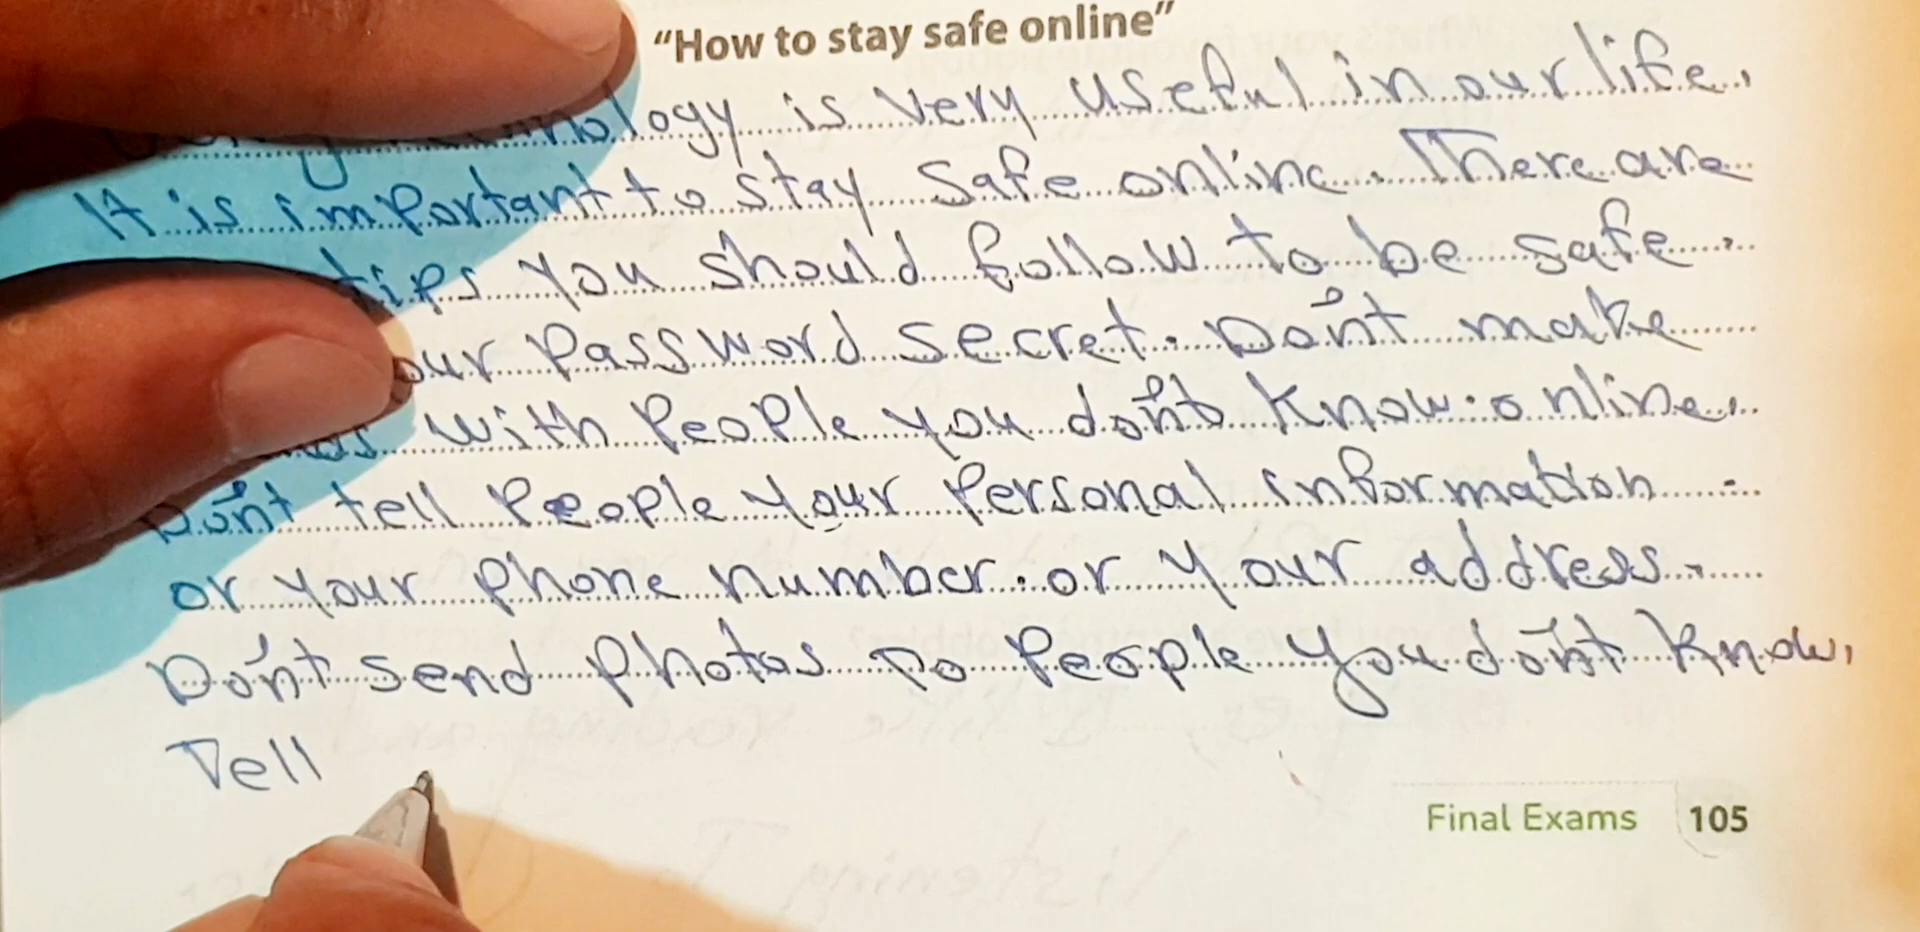 "How to stay safe online"
is very useful in our life.
It is important to stay safe online. There are
tips you should follow to be safe.
Password secret. Don't make
with People you don't Know.online.
Don't tell People your Personal information
or your Phone number.or your address.
Don't send Photos to People you don't Know.
Tell
Final Exams 105